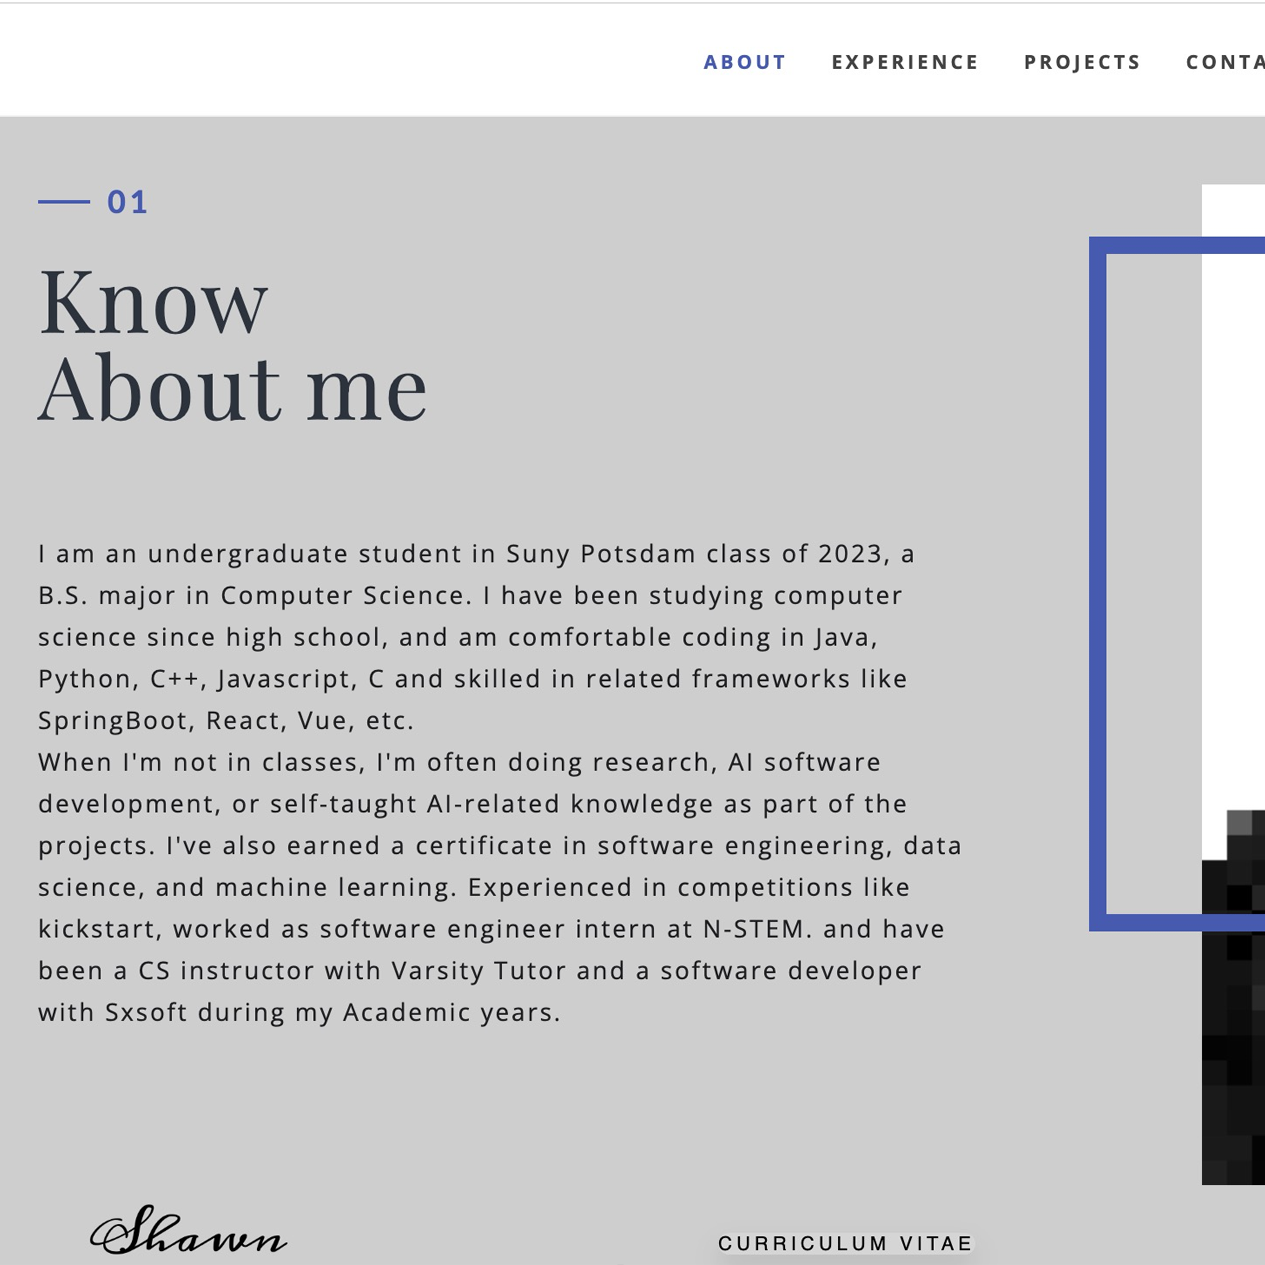 ABOUT EXPERIENCE PROJECTS
01
Know
About me
I am an undergraduate student in Suny Potsdam class of 2023, a
B.S. major in Computer Science. I have been studying computer
science since high school, and am comfortable coding in Java,
Python, C++, Javascript, C and skilled in related frameworks like
SpringBoot, React, Vue, etc.
When I'm not in classes, I'm often doing research, AI software
development, or self-taught AI-related knowledge as part of the
projects. I've also earned a certificate in software engineering, data
science, and machine learning. Experienced in competitions like
kickstart, worked as software engineer intern at N-STEM. and have
been a CS instructor with Varsity Tutor and a software developer
with Sxsoft during my Academic years.
Shawn
CURRICULUM VITAE